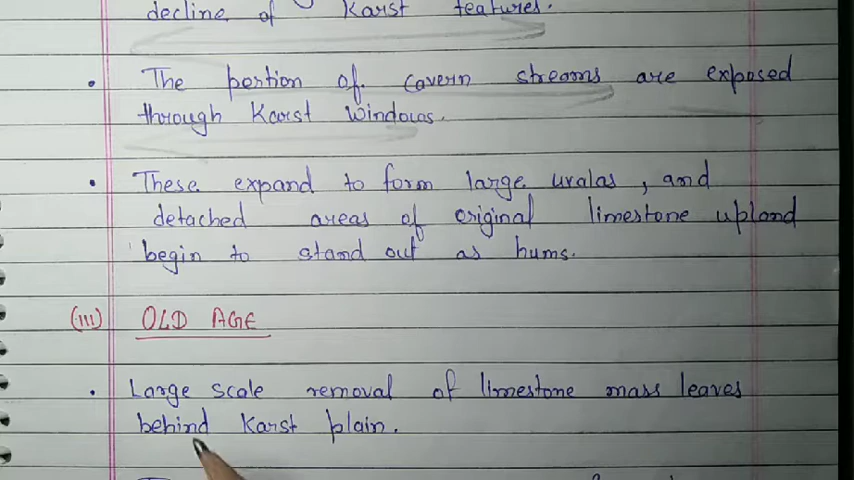 decline of Karst features.
• The portion of cavern streams are exposed
through Karst Windows.
• These expand to form large uvalas, and
detached areas of original limestone upland
begin to stand out as hums.
(III) OLD AGE
• Large scale removal of limestone mass leaves
behind Karst plain.